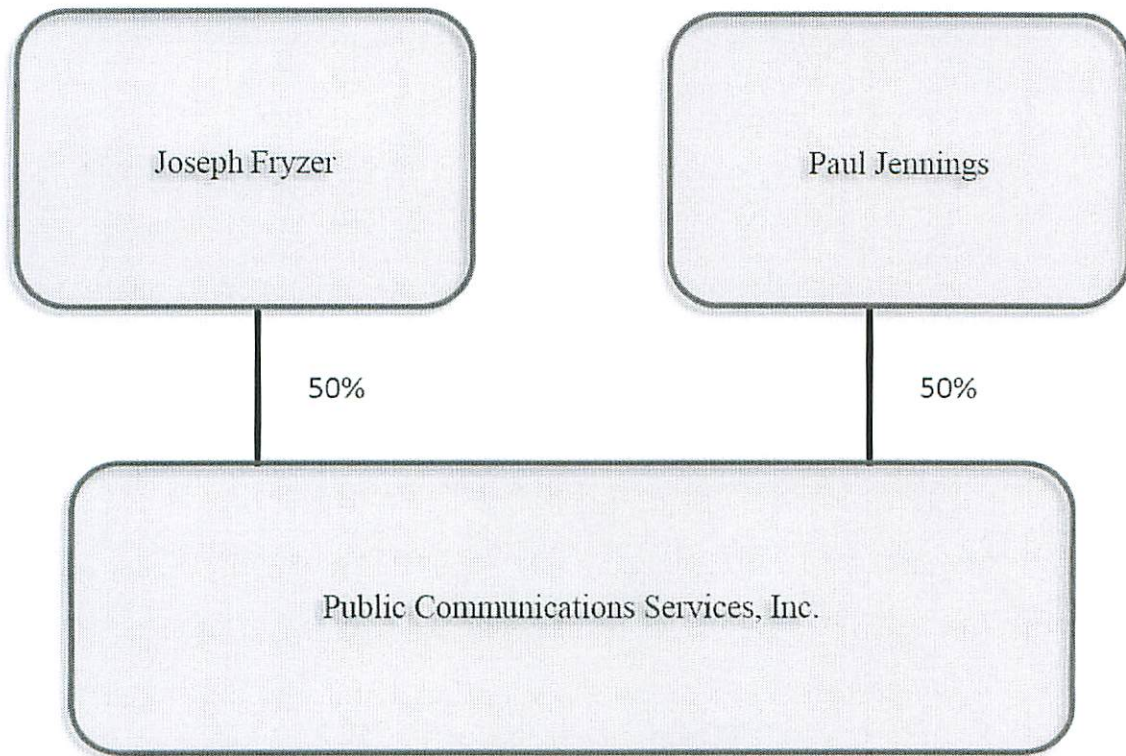 Joseph Fryzer
Paul Jennings
50%
50%
Public Communications Services, Inc.